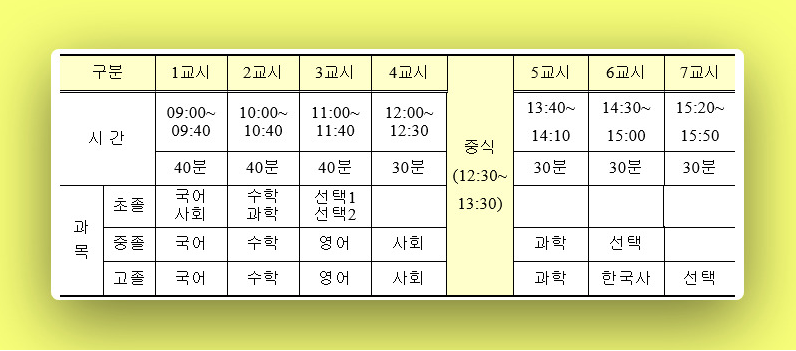 구분 1교시 2교시 3교시 4교시 중식 (12:30~ 13:30) 5교시 6교시 7교시
시 간 09:00~ 10:00~ 11:00~ 12:00~ 13:40~ 14:30~ 15:20~
09:40 10:40 11:40 12:30 14:10 15:00 15:50
40분 40분 40분 30분 30분 30분 30분
과목 초졸 국어 수학 선택1
사회 과학 선택2
중졸 국어 수학 영어 사회 과학 선택
고졸 국어 수학 영어 사회 과학 한국사 선택